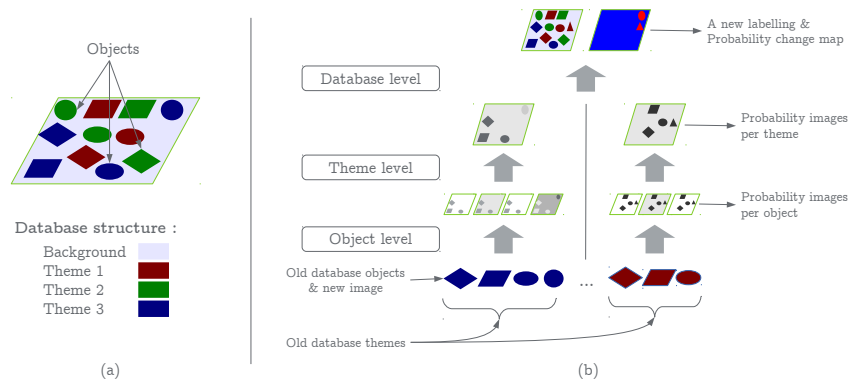 Objects
Database structure :
Background
Theme 1
Theme 2
Theme 3
(a)
A new labelling &
Probability change map
Database level
Probability images
per theme
Theme level
Probability images
per object
Object level
Old database objects
& new image
...
Old database themes
(b)